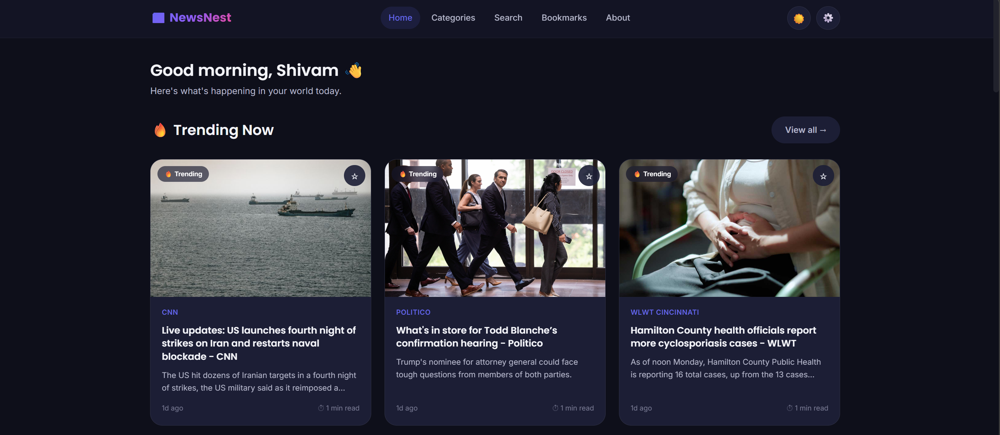 NewsNest
Home
Categories
Search
Bookmarks
About
Good morning, Shivam
Here's what's happening in your world today.
Trending Now
View all →
Trending
Trending
DOOR CLOSED
Trending
CNN
Live updates: US launches fourth night of
strikes on Iran and restarts naval
blockade - CNN
The US hit dozens of Iranian targets in a fourth night
of strikes, the US military said as it reimposed a...
1d ago
1 min read
POLITICO
What's in store for Todd Blanche’s
confirmation hearing - Politico
Trump's nominee for attorney general could face
tough questions from members of both parties.
1d ago
1 min read
WLWT CINCINNATI
Hamilton County health officials report
more cyclosporiasis cases - WLWT
As of noon Monday, Hamilton County Public Health
is reporting 16 total cases, up from the 13 cases...
1d ago
1 min read